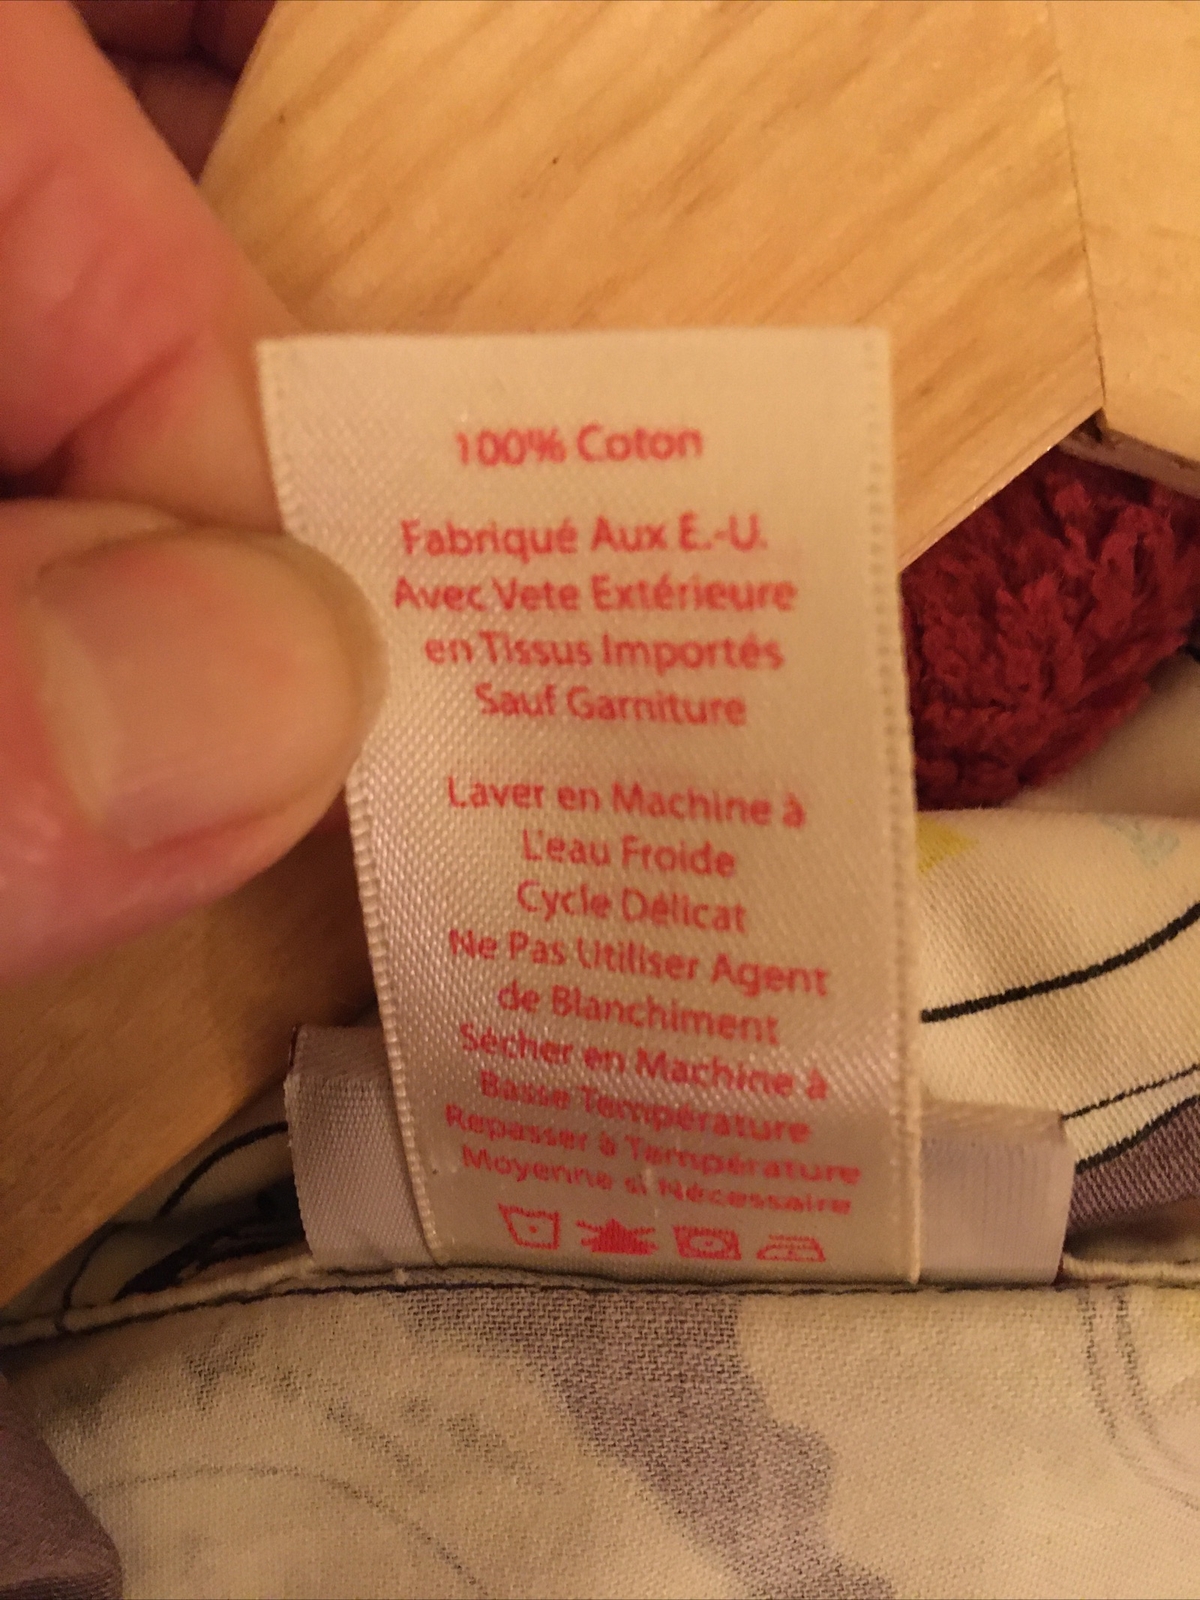 100% Coton
Fabriqué Aux É.-U.
Avec Vete Extérieure
en Tissus Importés
Sauf Garniture
Laver en Machine à
L'eau Froide
Cycle Délicat
Ne Pas Utiliser Agent
de Blanchiment
Sécher en Machine à
Basse Température
Repasser à Température
Moyenne si Nécessaire